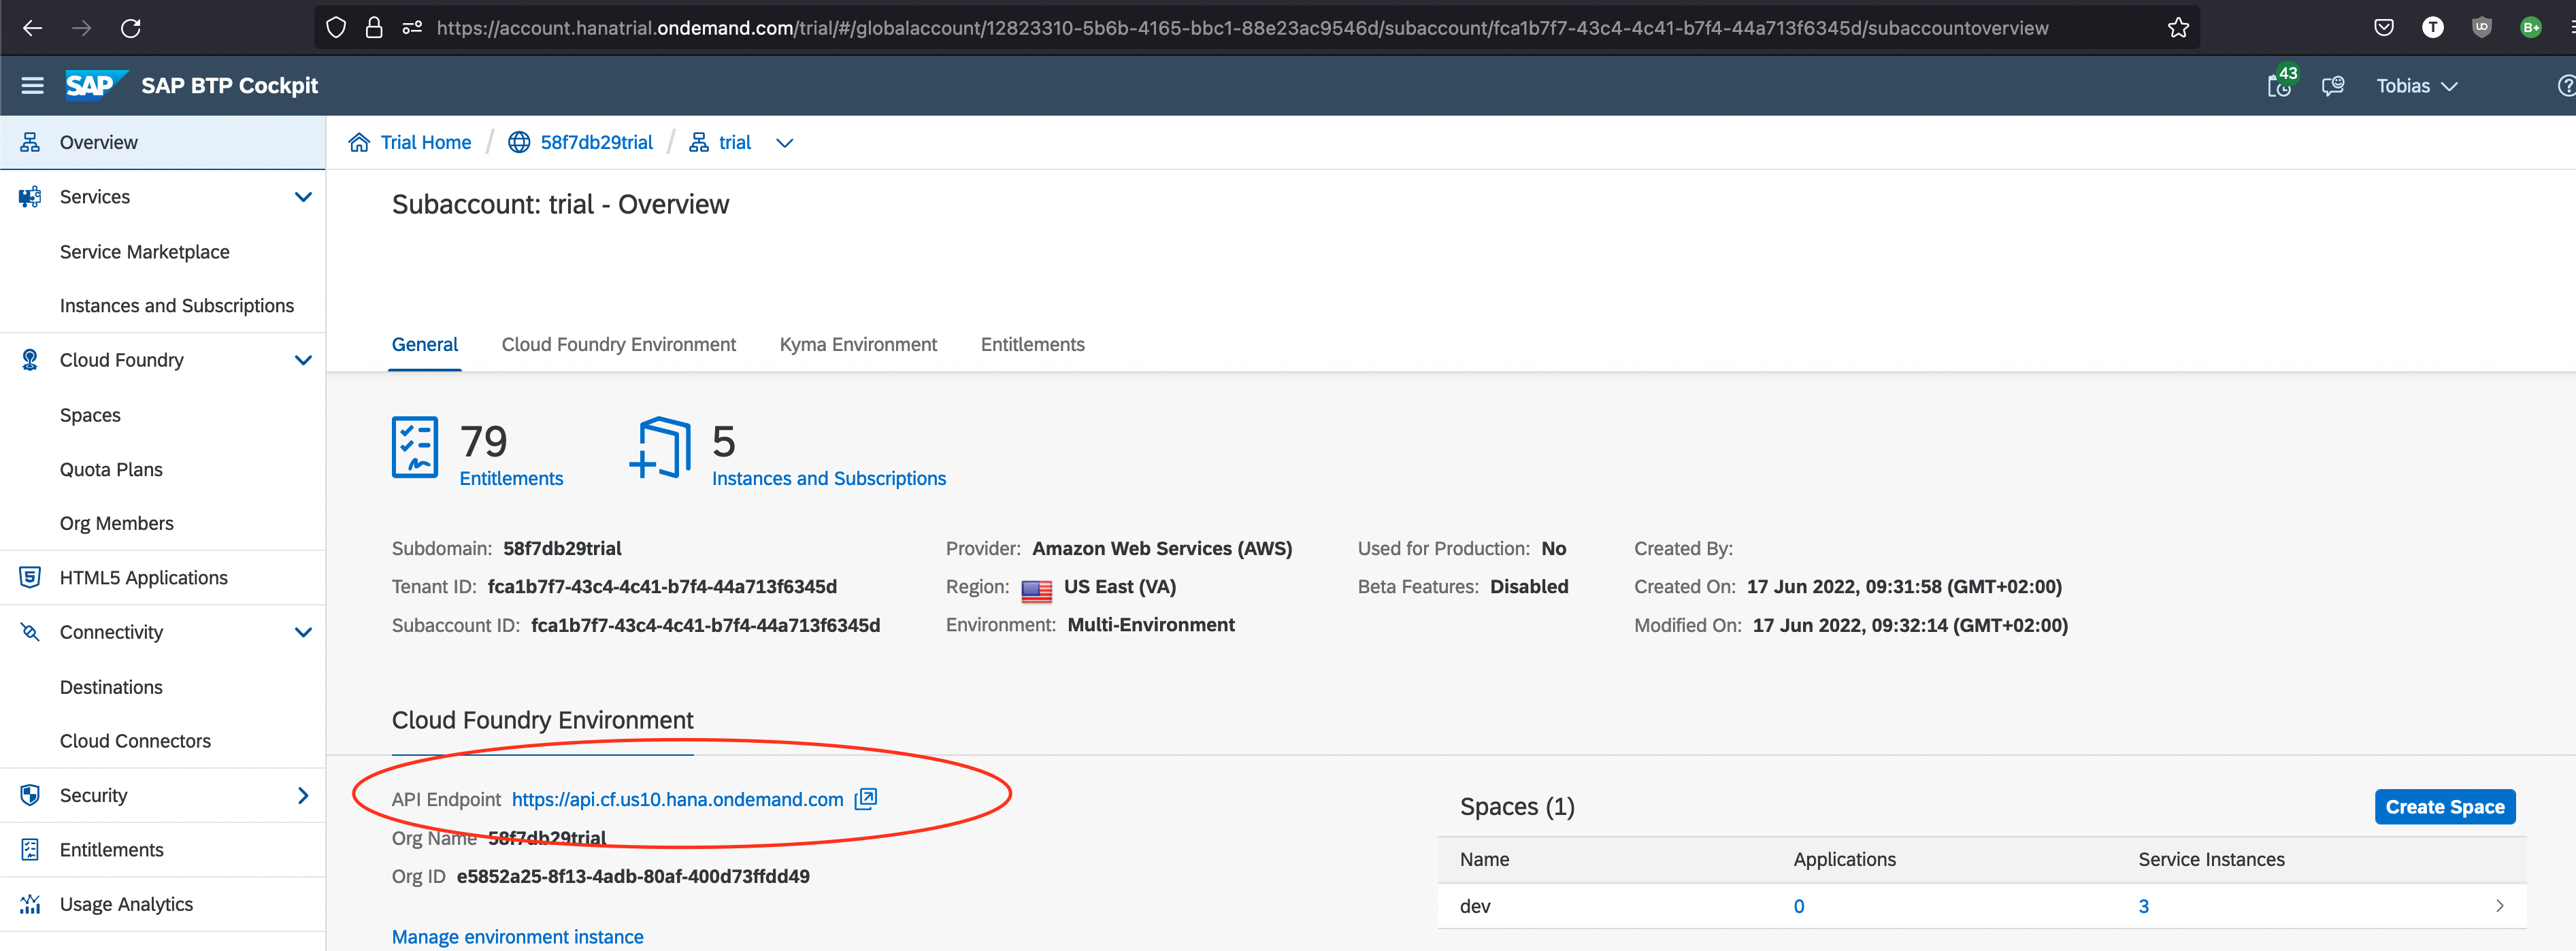 https://account.hanatrial.ondemand.com/trial/#/globalaccount/12823310-5b6b-4165-bbc1-88e23ac9546d/subaccount/fca1b7f7-43c4-4c41-b7f4-44a713f6345d/subaccountoverview
T
B+
SAP SAP BTP Cockpit
43
Tobias
Overview
Services
Service Marketplace
Instances and Subscriptions
Cloud Foundry
Spaces
Quota Plans
Org Members
HTML5 Applications
Connectivity
Destinations
Cloud Connectors
Security
Entitlements
Usage Analytics
Trial Home / 58f7db29trial / trial
Subaccount: trial - Overview
General Cloud Foundry Environment Kyma Environment Entitlements
79
Entitlements
5
Instances and Subscriptions
Subdomain: 58f7db29trial
Tenant ID: fca1b7f7-43c4-4c41-b7f4-44a713f6345d
Subaccount ID: fca1b7f7-43c4-4c41-b7f4-44a713f6345d
Provider: Amazon Web Services (AWS)
Region: US East (VA)
Environment: Multi-Environment
Used for Production: No
Beta Features: Disabled
Created By:
Created On: 17 Jun 2022, 09:31:58 (GMT+02:00)
Modified On: 17 Jun 2022, 09:32:14 (GMT+02:00)
Cloud Foundry Environment
API Endpoint https://api.cf.us10.hana.ondemand.com
Org Name 58f7db29trial
Org ID e5852a25-8f13-4adb-80af-400d73ffdd49
Manage environment instance
Spaces (1)
Create Space
Name Applications Service Instances
dev 0 3